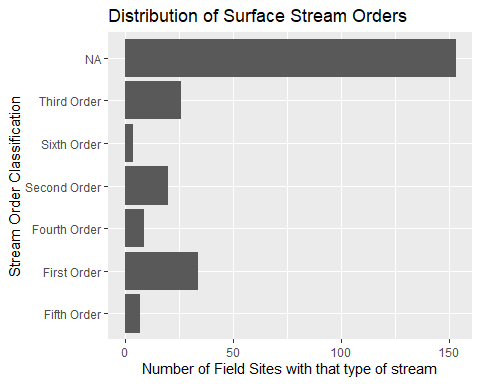 Distribution of Surface Stream Orders
Stream Order Classification
NA
Third Order
Sixth Order
Second Order
Fourth Order
First Order
Fifth Order
0 50 100 150
Number of Field Sites with that type of stream